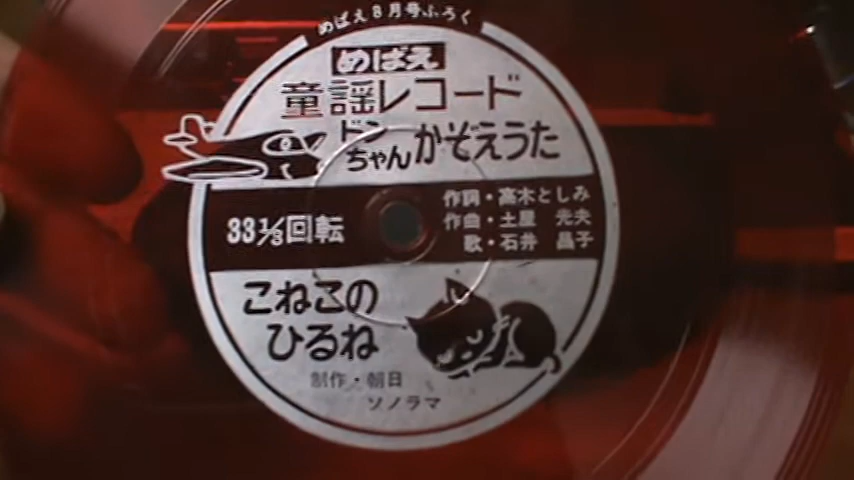 めばえ8月号ふろく
めばえ
童謡レコード
ドン
ちゃん かぞえうた
33⅓回転
作詞・高木としみ
作曲・土屋 光夫
歌・石井 晶子
こねこの
ひるね
制作・朝日
ソノラマ